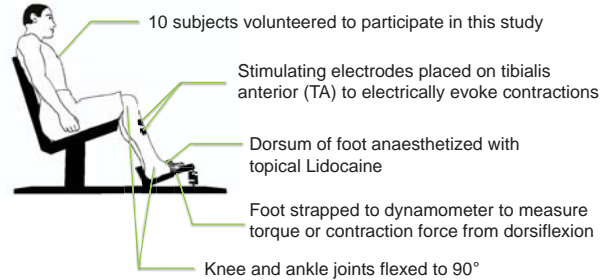 10 subjects volunteered to participate in this study
Stimulating electrodes placed on tibialis
anterior (TA) to electrically evoke contractions
Dorsum of foot anaesthetized with
topical Lidocaine
Foot strapped to dynamometer to measure
torque or contraction force from dorsiflexion
Knee and ankle joints flexed to 90°